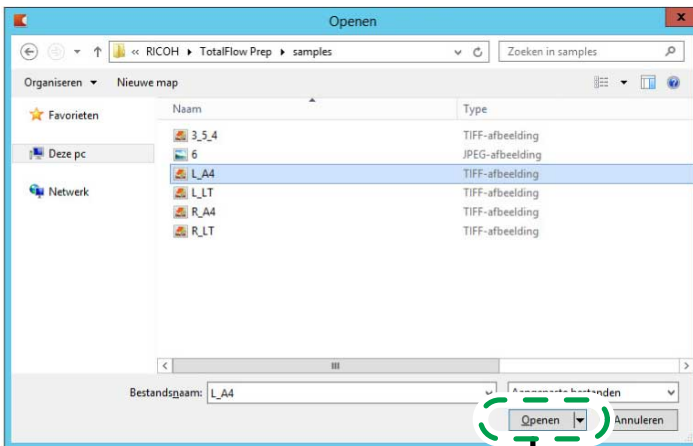 Openen
« RICOH ▸ TotalFlow Prep ▸ samples
Zoeken in samples
Organiseren Nieuwe map
Favorieten
Deze pc
Netwerk
Naam Type
3_5_4 TIFF-afbeelding
6 JPEG-afbeelding
L_A4 TIFF-afbeelding
L_LT TIFF-afbeelding
R_A4 TIFF-afbeelding
R_LT TIFF-afbeelding
Bestandsnaam: L_A4 Aangepaste bestanden
Openen Annuleren